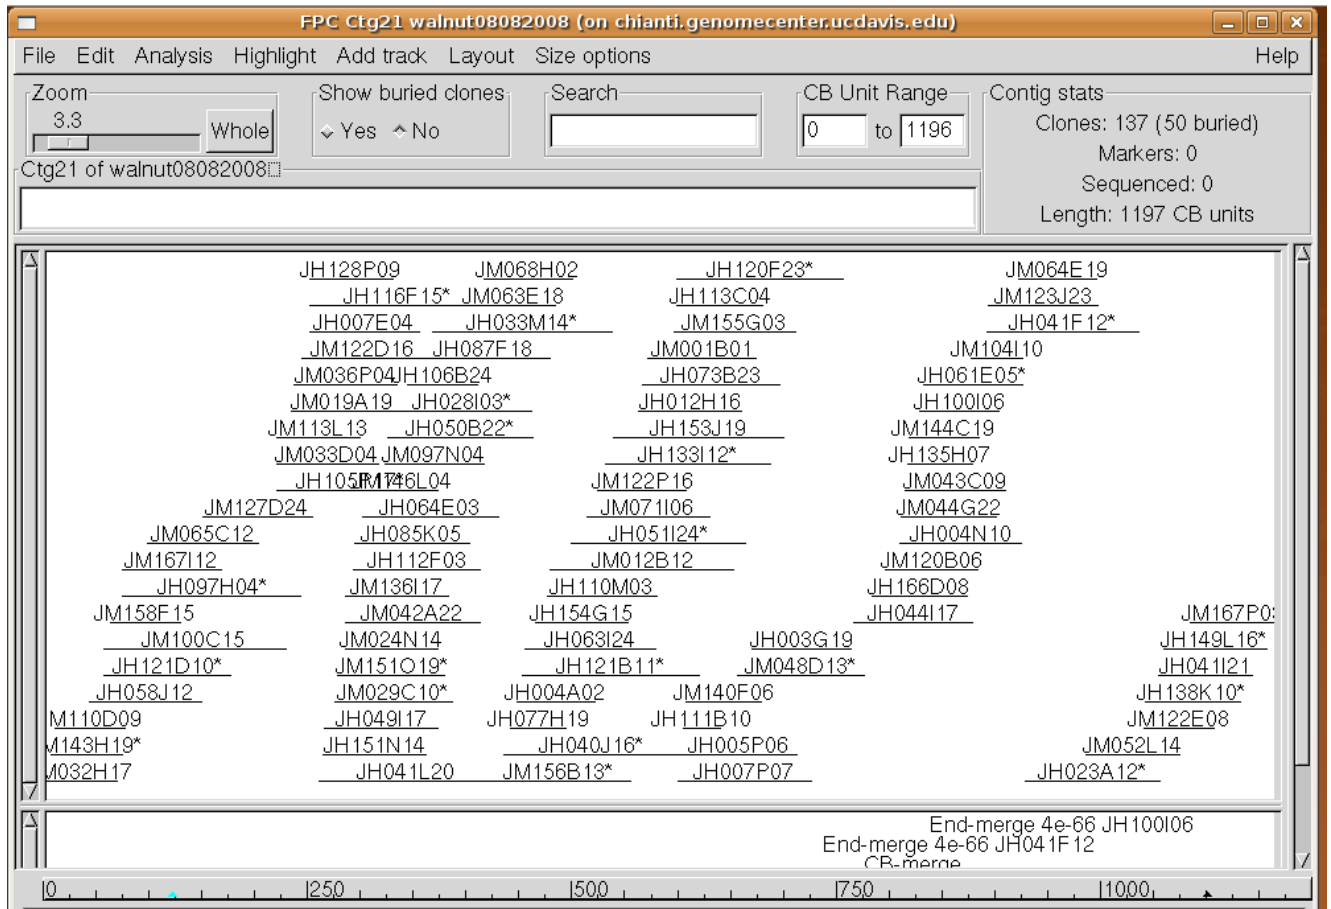 FPC Ctg21 walnut08082008 (on chianti.genomecenter.ucdavis.edu)
File Edit Analysis Highlight Add track Layout Size options Help
Zoom Show buried clones Search CB Unit Range Contig stats
3.3 Whole Yes No 0 to 1196 Clones: 137 (50 buried)
Markers: 0
Sequenced: 0
Length: 1197 CB units
Ctg21 of walnut08082008
JH128P09 JM068H02 JH120F23* JM064E19
JH116F15* JM063E18 JH113C04 JM123J23
JH007E04 JH033M14* JM155G03 JH041F12*
JM122D16 JH087F18 JM001B01 JM104I10
JM036P04 JH106B24 JH073B23 JH061E05*
JM019A19 JH028I03* JH012H16 JH100I06
JM113L13 JH050B22* JH153J19 JM144C19
JM033D04 JM097N04 JH133I12* JH135H07
JH105P17* JM146L04 JM122P16 JM043C09
JM127D24 JH064E03 JM071I06 JM044G22
JM065C12 JH085K05 JH051I24* JH004N10
JM167I12 JH112F03 JM012B12 JM120B06
JH097H04* JM136I17 JH110M03 JH166D08
JM158F15 JM042A22 JH154G15 JH044I17 JM167P03
JM100C15 JM024N14 JH063I24 JH003G19 JH149L16*
JH121D10* JM151O19* JH121B11* JM048D13* JH041I21
JH058J12 JM029C10* JH004A02 JM140F06 JH138K10*
M110D09 JH049I17 JH077H19 JH111B10 JM122E08
M143H19* JH151N14 JH040J16* JH005P06 JM052L14
M032H17 JH041L20 JM156B13* JH007P07 JH023A12*
End-merge 4e-66 JH100I06
End-merge 4e-66 JH041F12
CB-merge
0 250 500 750 1000